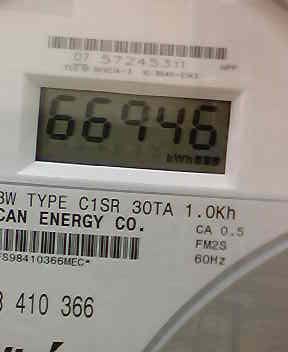 07 57245311
66946
kWh
3W TYPE C1SR 30TA 1.0Kh
CAN ENERGY CO.
CA 0.5
FM2S
60Hz
FS98410366MEC*
410 366